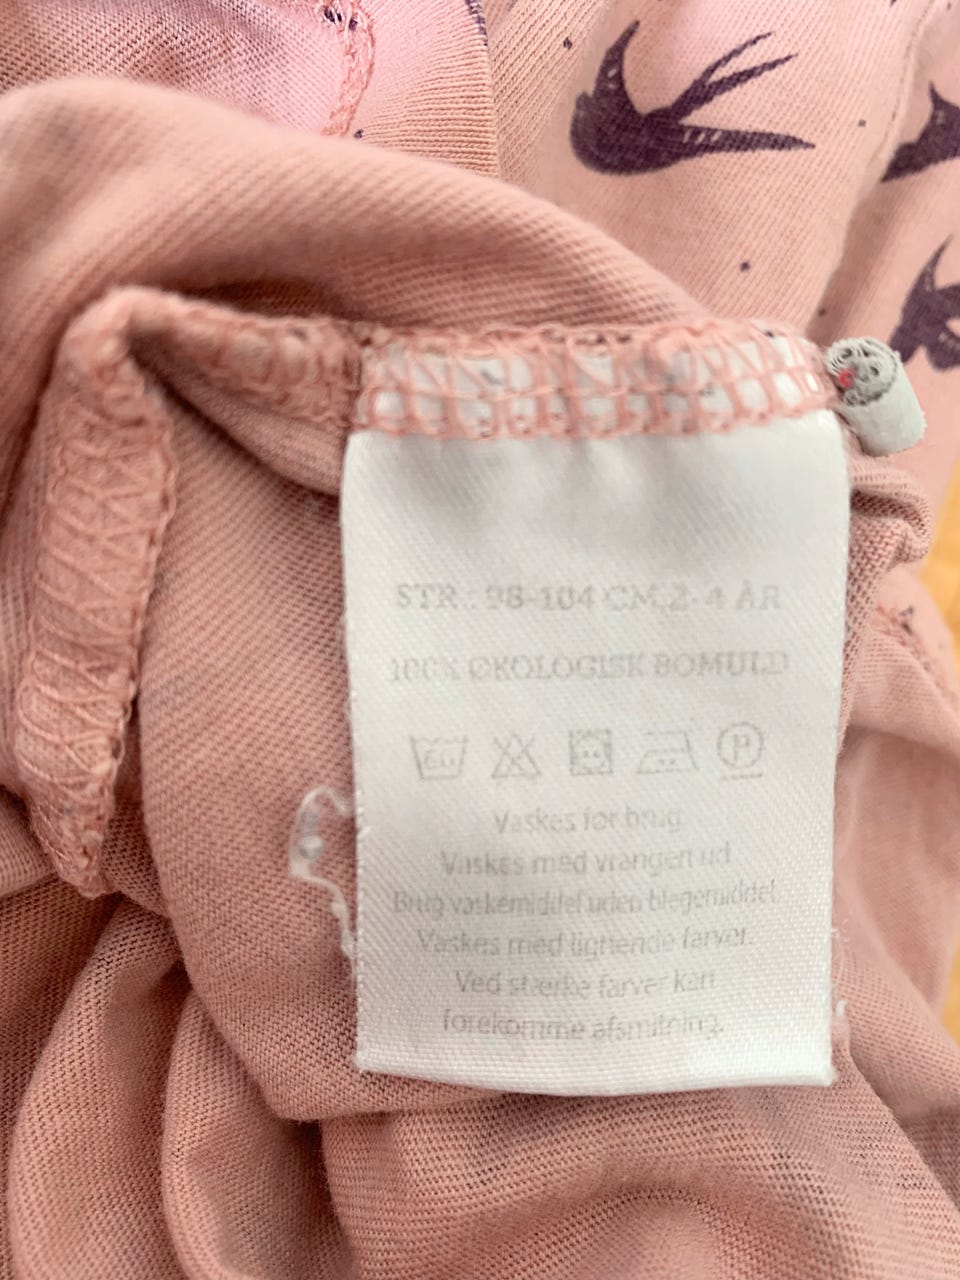 STR.: 98-104 CM, 2-4 ÅR
100% ØKOLOGISK BOMULD
Vaskes før brug.
Vaskes med vrangen ud
Brug vaskemiddel uden blegemiddel.
Vaskes med lignende farver.
Ved stærke farver kan
forekomme afsmitning.